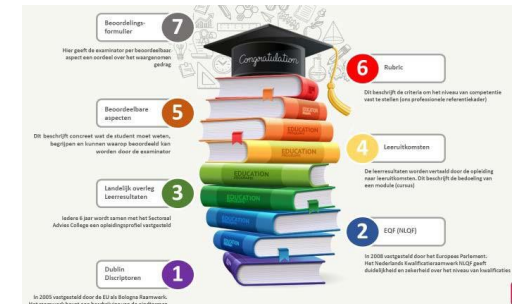 Beoordelings-
formulier
7
Hier geeft de examinator per beoordeelbaar
aspect een oordeel over het waargenomen
gedrag
Congratulation
6
Rubric
Dit beschrijft de criteria om het niveau van competentie
vast te stellen (ons professionele referentiekader)
Beoordeelbare
aspecten
5
Dit beschrijft concreet wat de student moet weten,
begrijpen en kunnen waarop beoordeeld kan
worden door de examinator
4
Leeruitkomsten
De leerresultaten worden vertaald door de opleiding
naar leeruitkomsten. Dit beschrijft de bedoeling van
een module (cursus)
Landelijk overleg
Leerresultaten
3
Iedere 6 jaar wordt samen met het Sectoraal
Advies College een opleidingsprofiel vastgesteld
2
EQF (NLQF)
In 2008 vastgesteld door het Europees Parlement:
Het Nederlands Kwalificatieraamwerk NLQF geeft
duidelijkheid en zekerheid over het niveau van kwalificaties
Dublin
Discriptoren
1
In 2005 vastgesteld door de EU als Bologna Raamwerk.
EDUCATION
EDUCATION
EDUCATION
EDUCATION